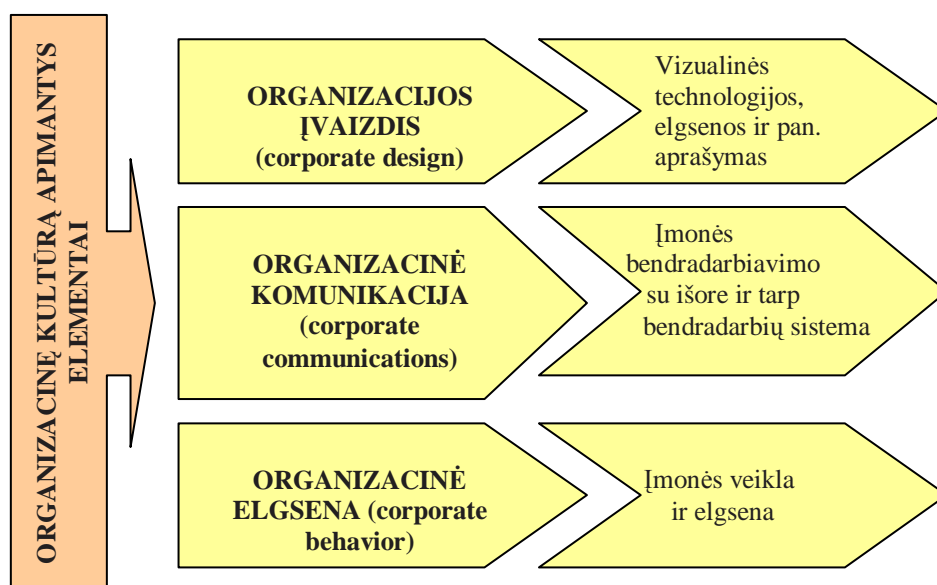 ORGANIZACINĘ KULTŪRĄ APIMANTYS
ELEMENTAI
ORGANIZACIJOS
ĮVAIZDIS
(corporate design)
Vizualinės
technologijos,
elgsenos ir pan.
aprašymas
ORGANIZACINĖ
KOMUNIKACIJA
(corporate
communications)
Įmonės
bendradarbiavimo
su išore ir tarp
bendradarbių sistema
ORGANIZACINĖ
ELGSENA (corporate
behavior)
Įmonės veikla
ir elgsena